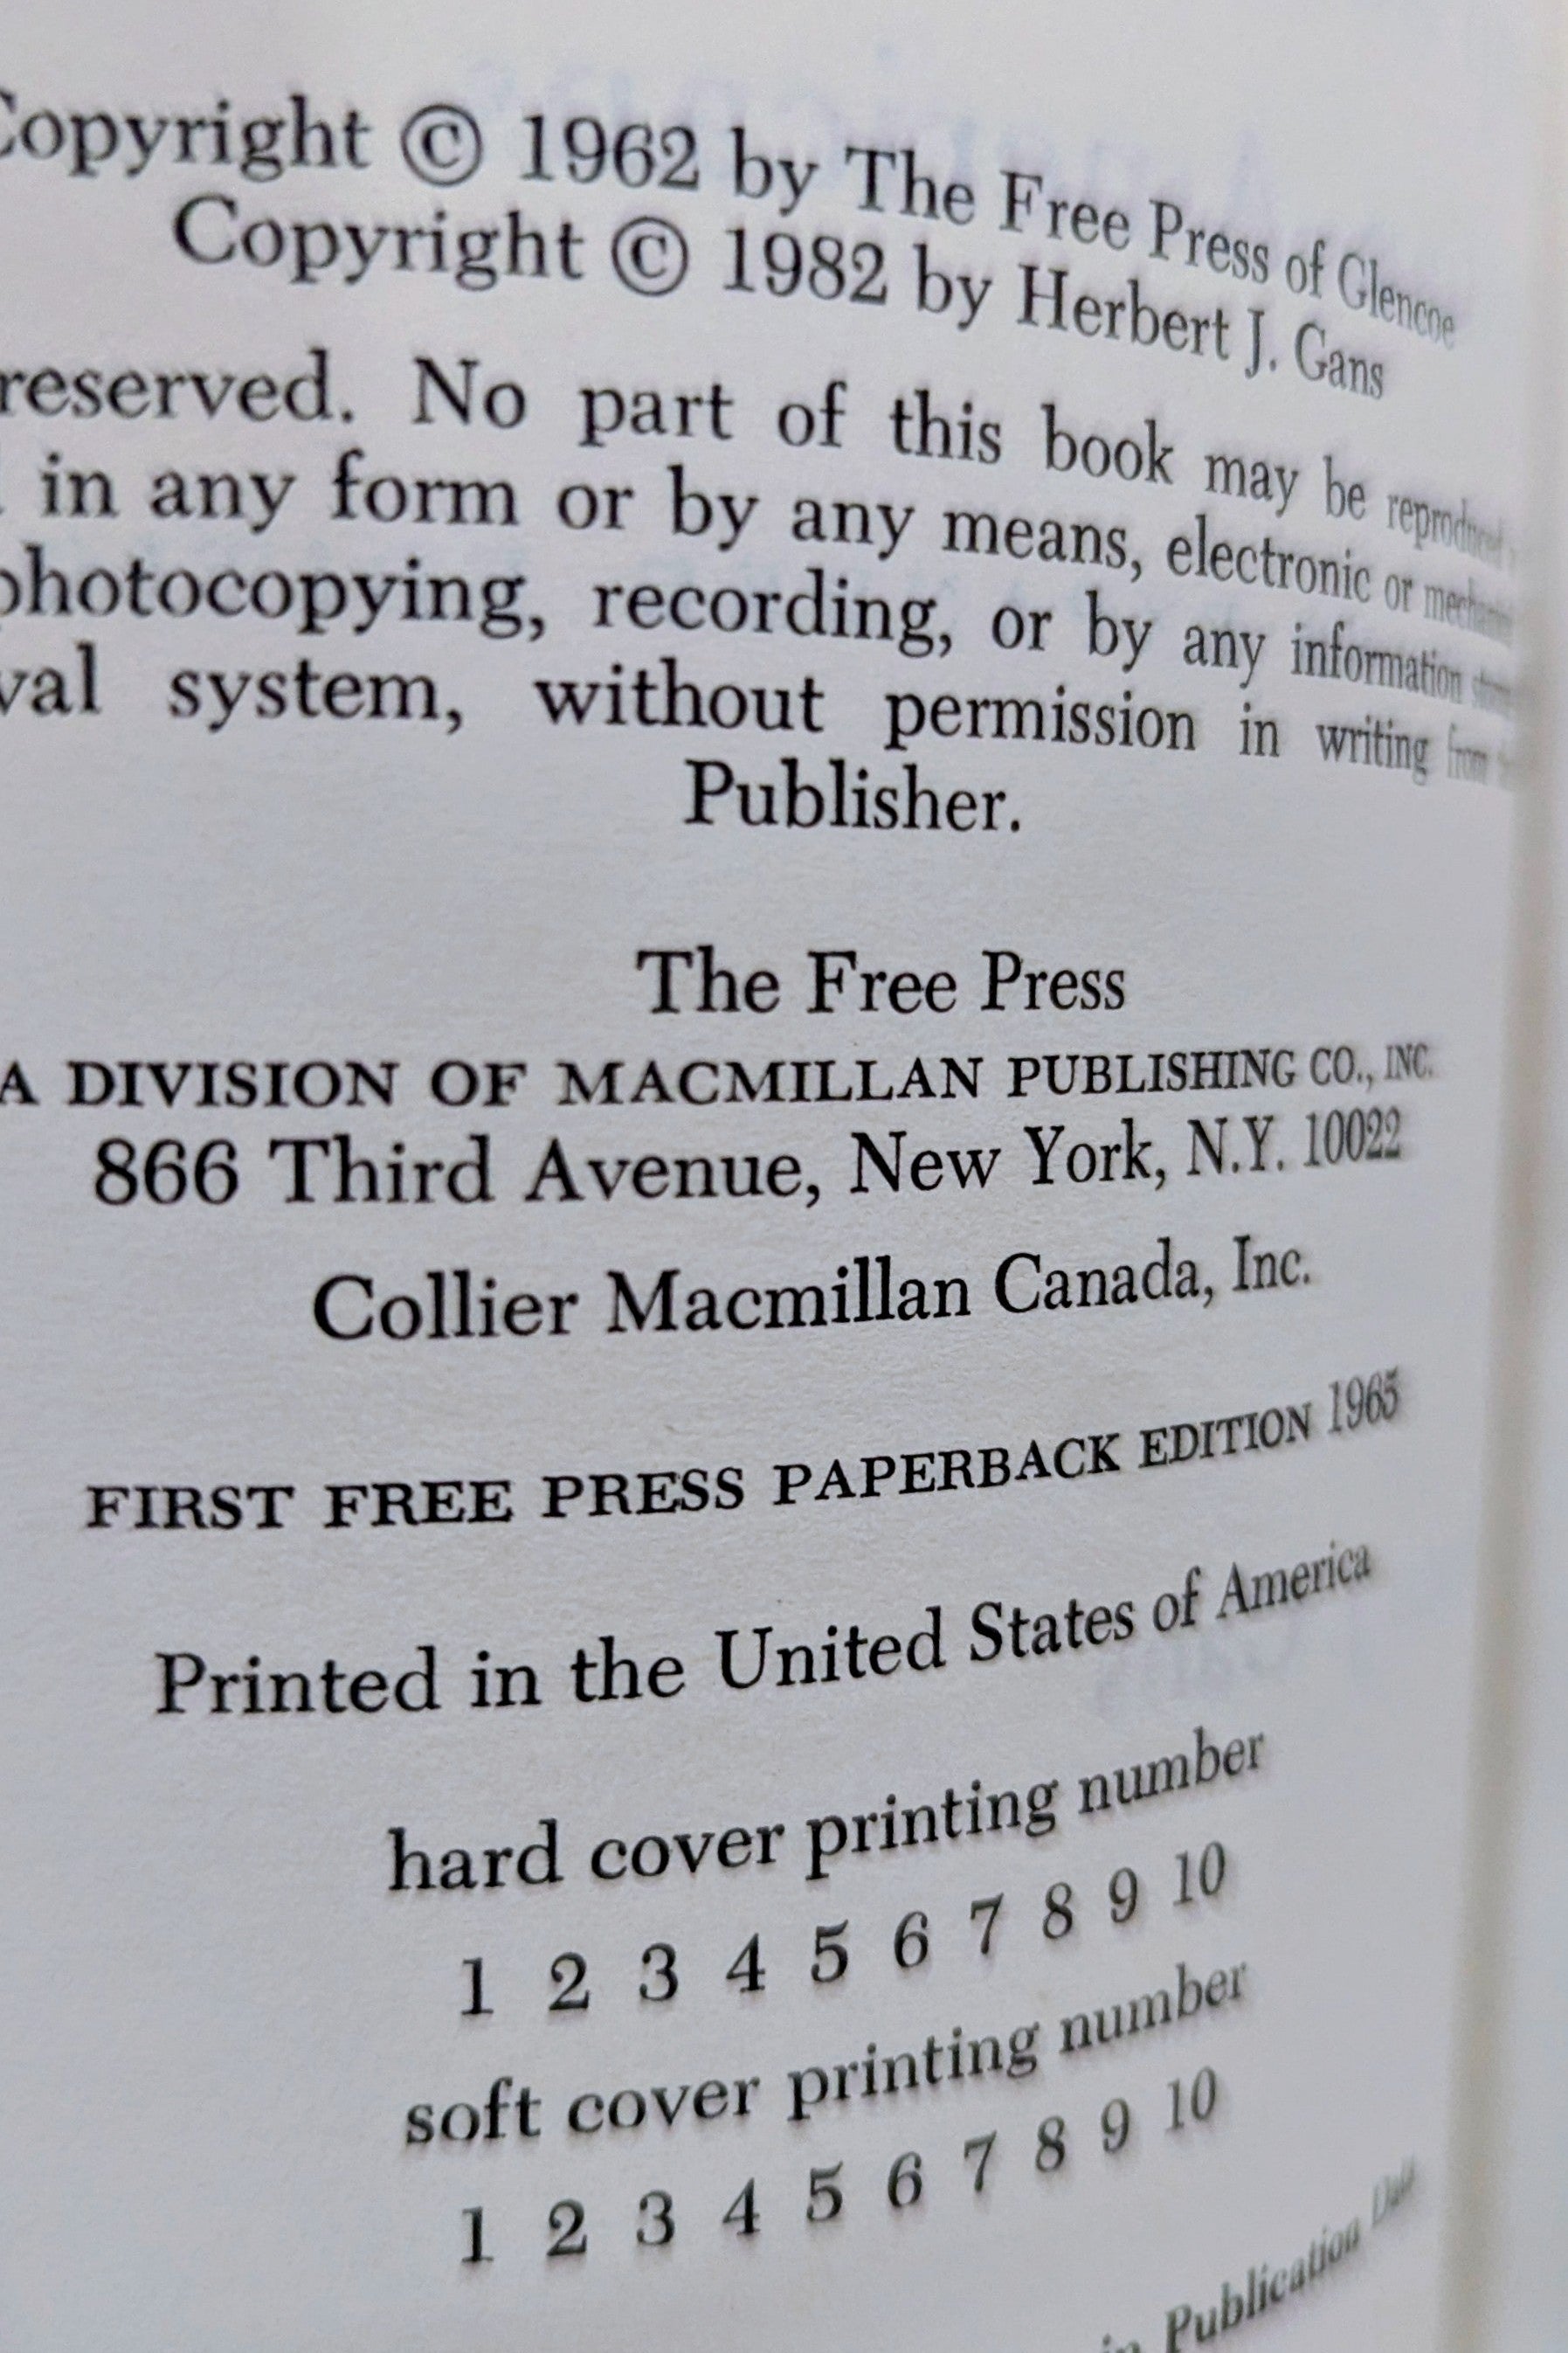 Copyright © 1962 by The Free Press of Glencoe
Copyright © 1982 by Herbert J. Gans
reserved. No part of this book may be reproduced
in any form or by any means, electronic or
photocopying, recording, or by any information
val system, without permission in writing from
Publisher.
The Free Press
A DIVISION OF MACMILLAN PUBLISHING CO., INC.
866 Third Avenue, New York, N.Y. 10022
Collier Macmillan Canada, Inc.
FIRST FREE PRESS PAPERBACK EDITION 1965
Printed in the United States of America
hard cover printing number
1 2 3 4 5 6 7 8 9 10
soft cover printing number
1 2 3 4 5 6 7 8 9 10
in Publication Data